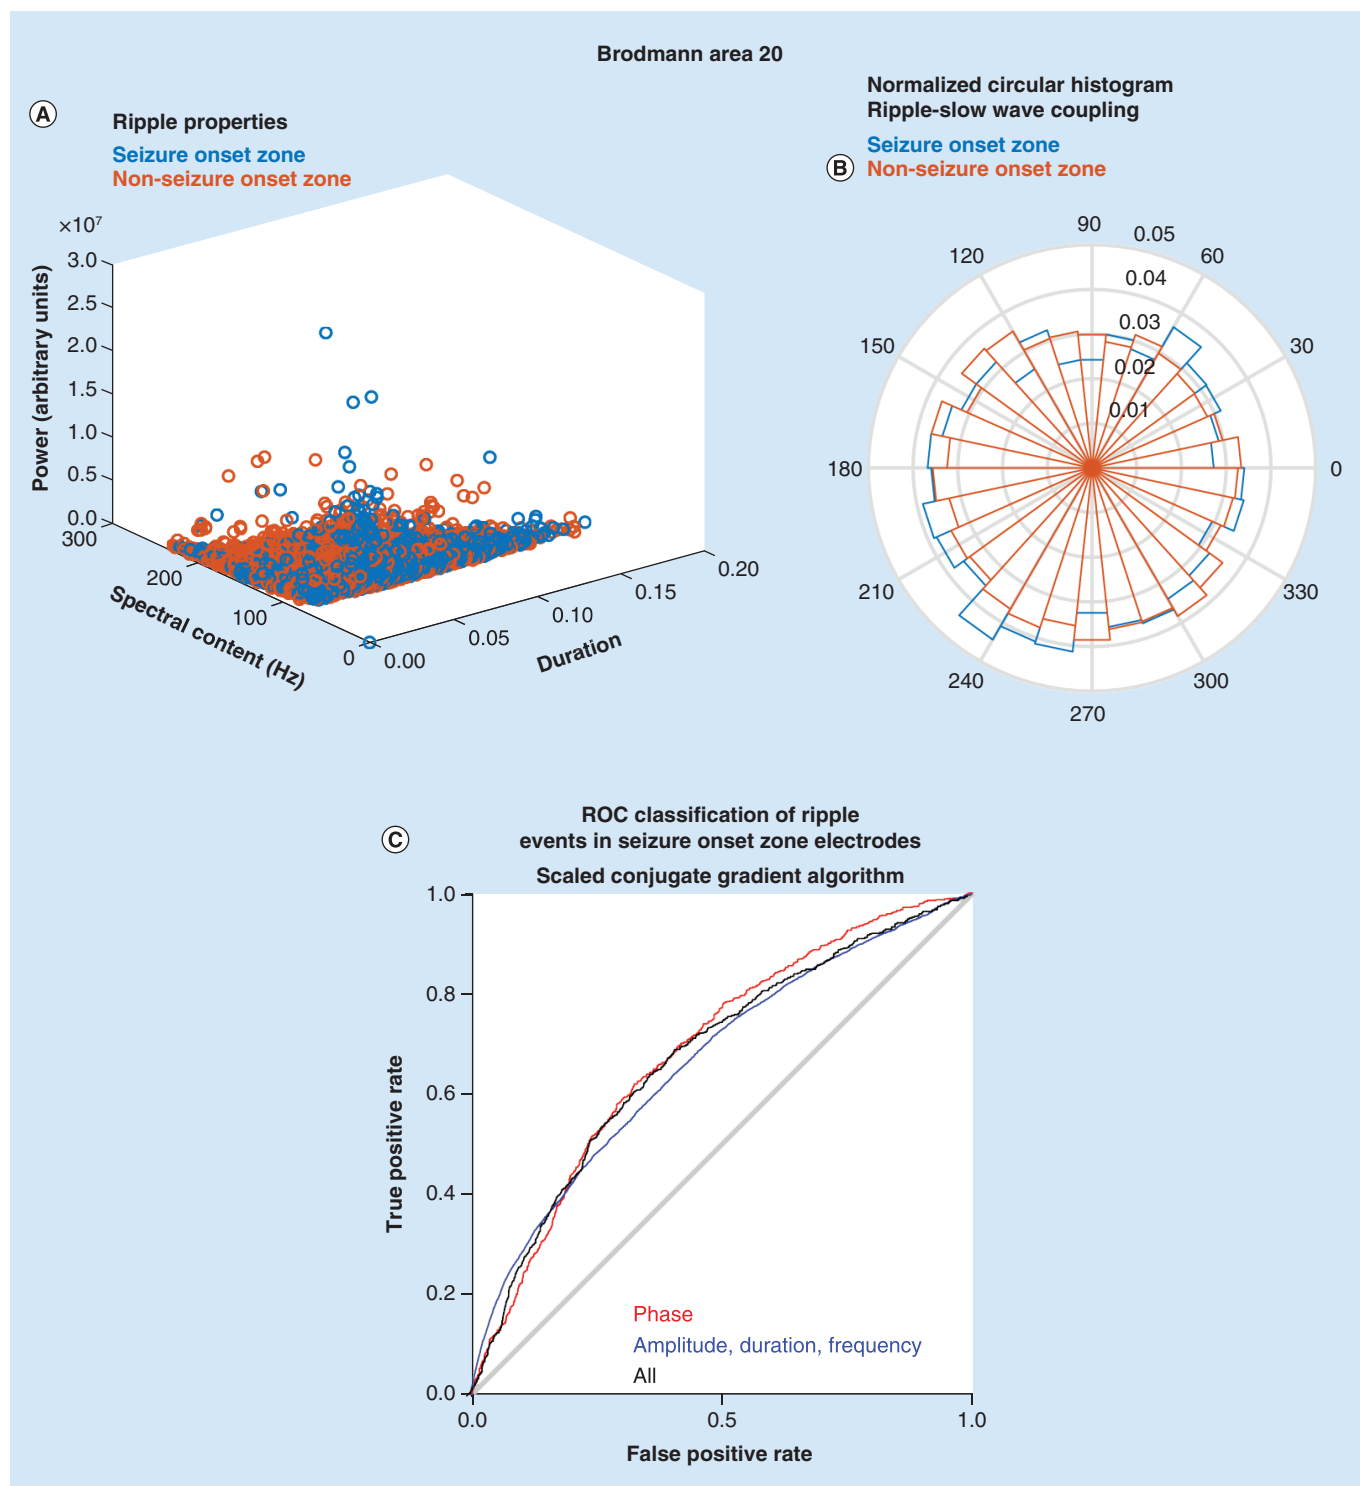 Brodmann area 20
A
Ripple properties
Seizure onset zone
Non-seizure onset zone
×10⁷
3.0
2.5
2.0
1.5
1.0
0.5
0.0
Power (arbitrary units)
300
200
100
0
Spectral content (Hz)
0.00
0.05
0.10
0.15
0.20
Duration
Normalized circular histogram
Ripple-slow wave coupling
Seizure onset zone
B
Non-seizure onset zone
90
0.05
120
60
0.04
0.03
150
30
0.02
0.01
180
0
210
330
240
300
270
C
ROC classification of ripple
events in seizure onset zone electrodes
Scaled conjugate gradient algorithm
1.0
0.8
0.6
0.4
0.2
0.0
True positive rate
Phase
Amplitude, duration, frequency
All
0.0
0.5
1.0
False positive rate